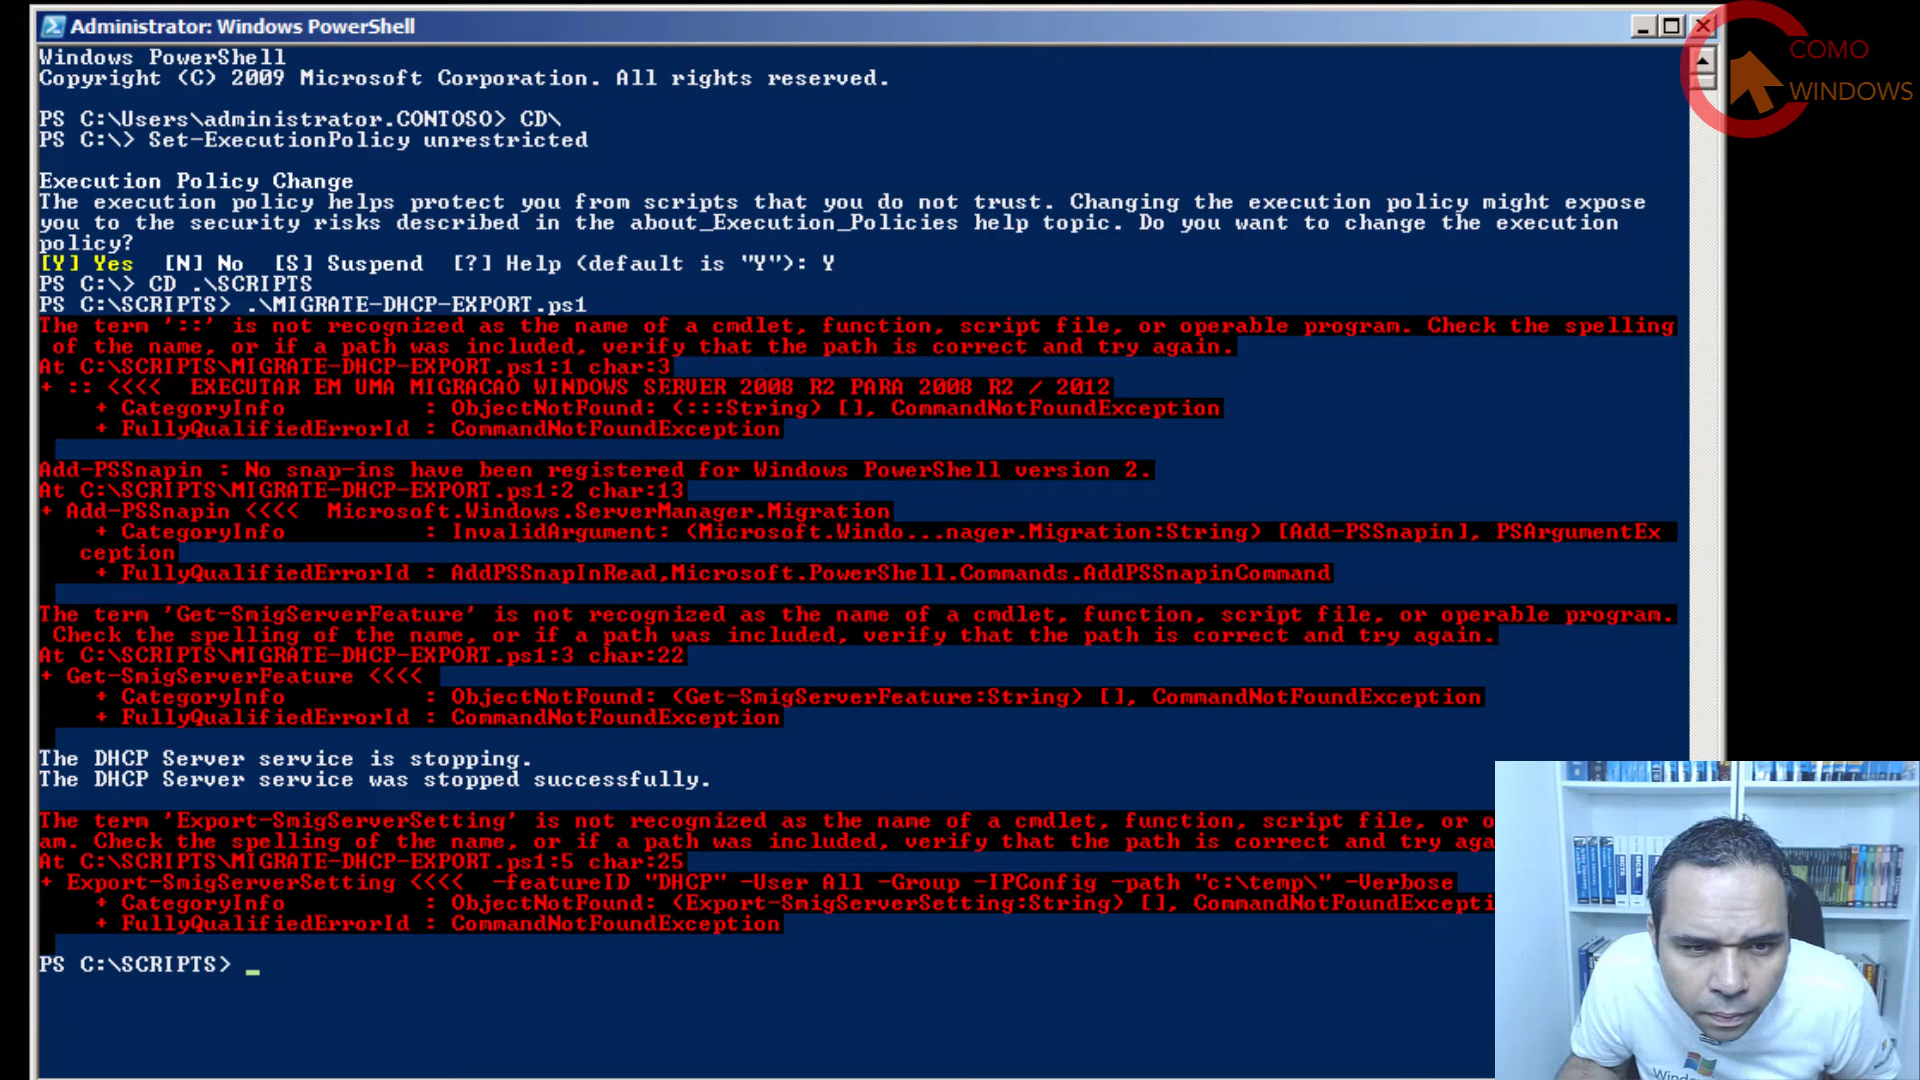 Administrator: Windows PowerShell
COMO
WINDOWS
Windows PowerShell
Copyright (C) 2009 Microsoft Corporation. All rights reserved.
PS C:\Users\administrator.CONTOSO> CD\
PS C:\> Set-ExecutionPolicy unrestricted
Execution Policy Change
The execution policy helps protect you from scripts that you do not trust. Changing the execution policy might expose
you to the security risks described in the about_Execution_Policies help topic. Do you want to change the execution
policy?
[Y] Yes  [N] No  [S] Suspend  [?] Help (default is "Y"): Y
PS C:\> CD .\SCRIPTS
PS C:\SCRIPTS> .\MIGRATE-DHCP-EXPORT.ps1
The term '::' is not recognized as the name of a cmdlet, function, script file, or operable program. Check the spelling
of the name, or if a path was included, verify that the path is correct and try again.
At C:\SCRIPTS\MIGRATE-DHCP-EXPORT.ps1:1 char:3
+ :: <<<<  EXECUTAR EM UMA MIGRACAO WINDOWS SERVER 2008 R2 PARA 2008 R2 / 2012
+ CategoryInfo          : ObjectNotFound: (:::String) [], CommandNotFoundException
+ FullyQualifiedErrorId : CommandNotFoundException
Add-PSSnapin : No snap-ins have been registered for Windows PowerShell version 2.
At C:\SCRIPTS\MIGRATE-DHCP-EXPORT.ps1:2 char:13
+ Add-PSSnapin <<<<  Microsoft.Windows.ServerManager.Migration
+ CategoryInfo          : InvalidArgument: (Microsoft.Windo...nager.Migration:String) [Add-PSSnapin], PSArgumentEx
ception
+ FullyQualifiedErrorId : AddPSSnapInRead,Microsoft.PowerShell.Commands.AddPSSnapinCommand
The term 'Get-SmigServerFeature' is not recognized as the name of a cmdlet, function, script file, or operable program.
Check the spelling of the name, or if a path was included, verify that the path is correct and try again.
At C:\SCRIPTS\MIGRATE-DHCP-EXPORT.ps1:3 char:22
+ Get-SmigServerFeature <<<<
+ CategoryInfo          : ObjectNotFound: (Get-SmigServerFeature:String) [], CommandNotFoundException
+ FullyQualifiedErrorId : CommandNotFoundException
The DHCP Server service is stopping.
The DHCP Server service was stopped successfully.
The term 'Export-SmigServerSetting' is not recognized as the name of a cmdlet, function, script file, or o
am. Check the spelling of the name, or if a path was included, verify that the path is correct and try aga
At C:\SCRIPTS\MIGRATE-DHCP-EXPORT.ps1:5 char:25
+ Export-SmigServerSetting <<<<  -featureID "DHCP" -User All -Group -IPConfig -path "c:\temp\" -Verbose
+ CategoryInfo          : ObjectNotFound: (Export-SmigServerSetting:String) [], CommandNotFoundExcepti
+ FullyQualifiedErrorId : CommandNotFoundException
PS C:\SCRIPTS> _